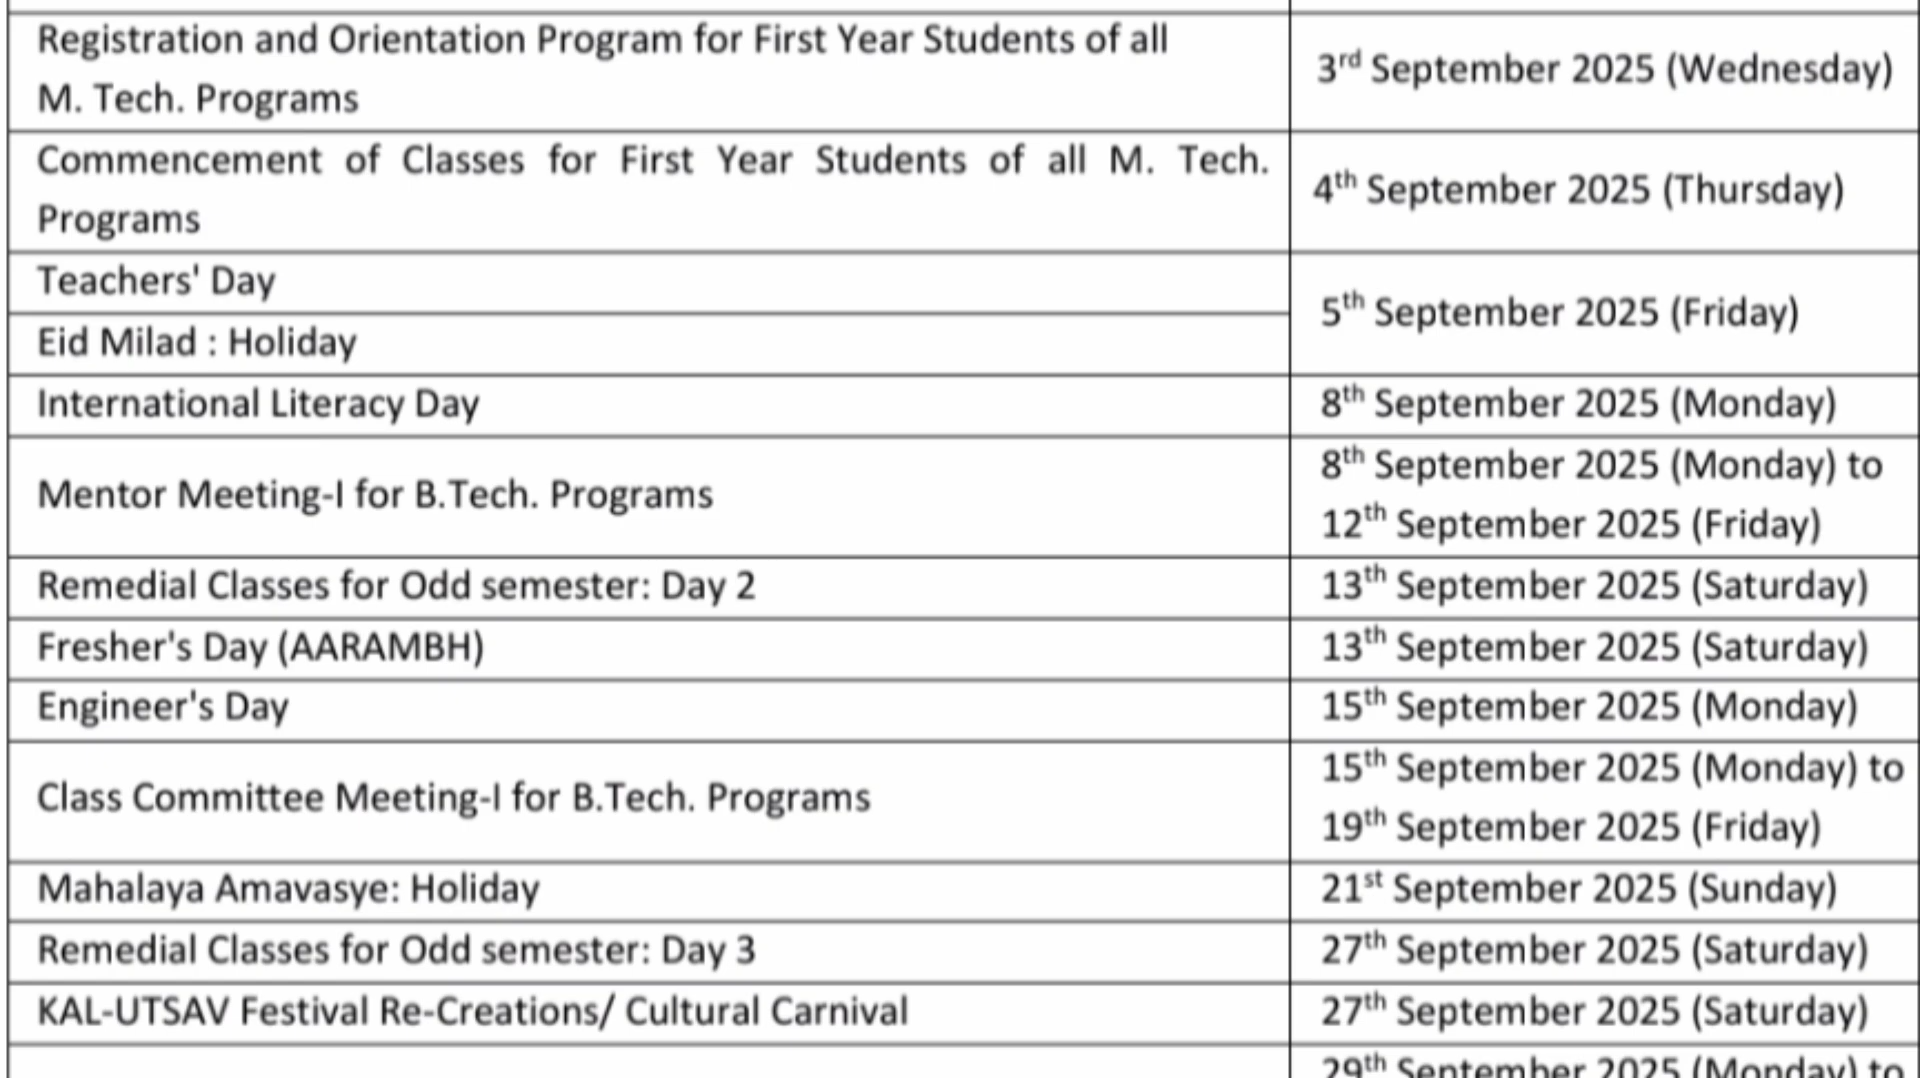 Registration and Orientation Program for First Year Students of all
M. Tech. Programs
3rd September 2025 (Wednesday)
Commencement of Classes for First Year Students of all M. Tech.
Programs
4th September 2025 (Thursday)
Teachers' Day
Eid Milad : Holiday
5th September 2025 (Friday)
International Literacy Day
8th September 2025 (Monday)
Mentor Meeting-I for B.Tech. Programs
8th September 2025 (Monday) to
12th September 2025 (Friday)
Remedial Classes for Odd semester: Day 2
13th September 2025 (Saturday)
Fresher's Day (AARAMBH)
13th September 2025 (Saturday)
Engineer's Day
15th September 2025 (Monday)
Class Committee Meeting-I for B.Tech. Programs
15th September 2025 (Monday) to
19th September 2025 (Friday)
Mahalaya Amavasye: Holiday
21st September 2025 (Sunday)
Remedial Classes for Odd semester: Day 3
27th September 2025 (Saturday)
KAL-UTSAV Festival Re-Creations/ Cultural Carnival
27th September 2025 (Saturday)
29th September 2025 (Monday) to